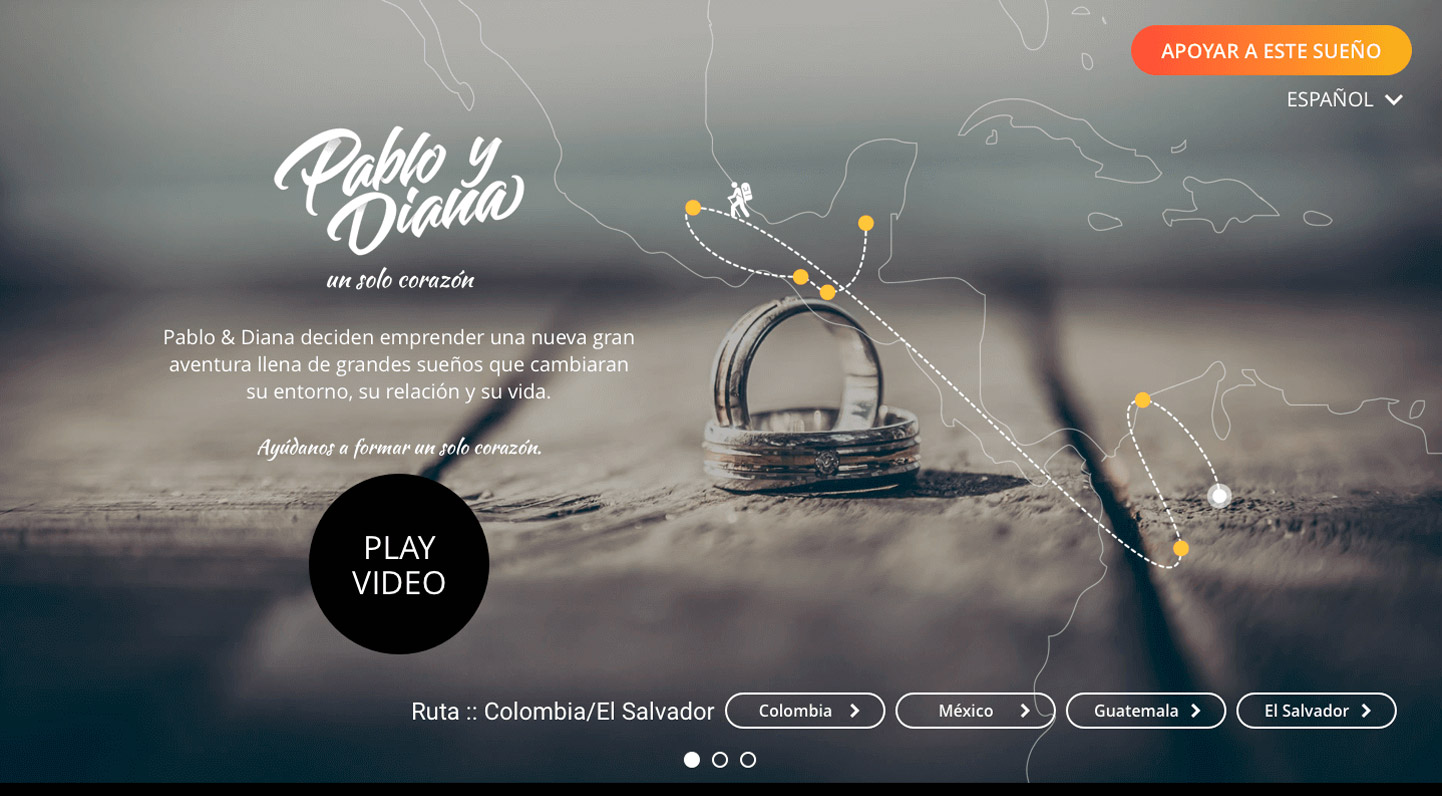 APOYAR A ESTE SUEÑO
ESPAÑOL
Pablo y
Diana
un solo corazón
Pablo & Diana deciden emprender una nueva gran
aventura llena de grandes sueños que cambiaran
su entorno, su relación y su vida.
Ayúdanos a formar un solo corazón.
PLAY
VIDEO
Ruta :: Colombia/El Salvador
Colombia
México
Guatemala
El Salvador